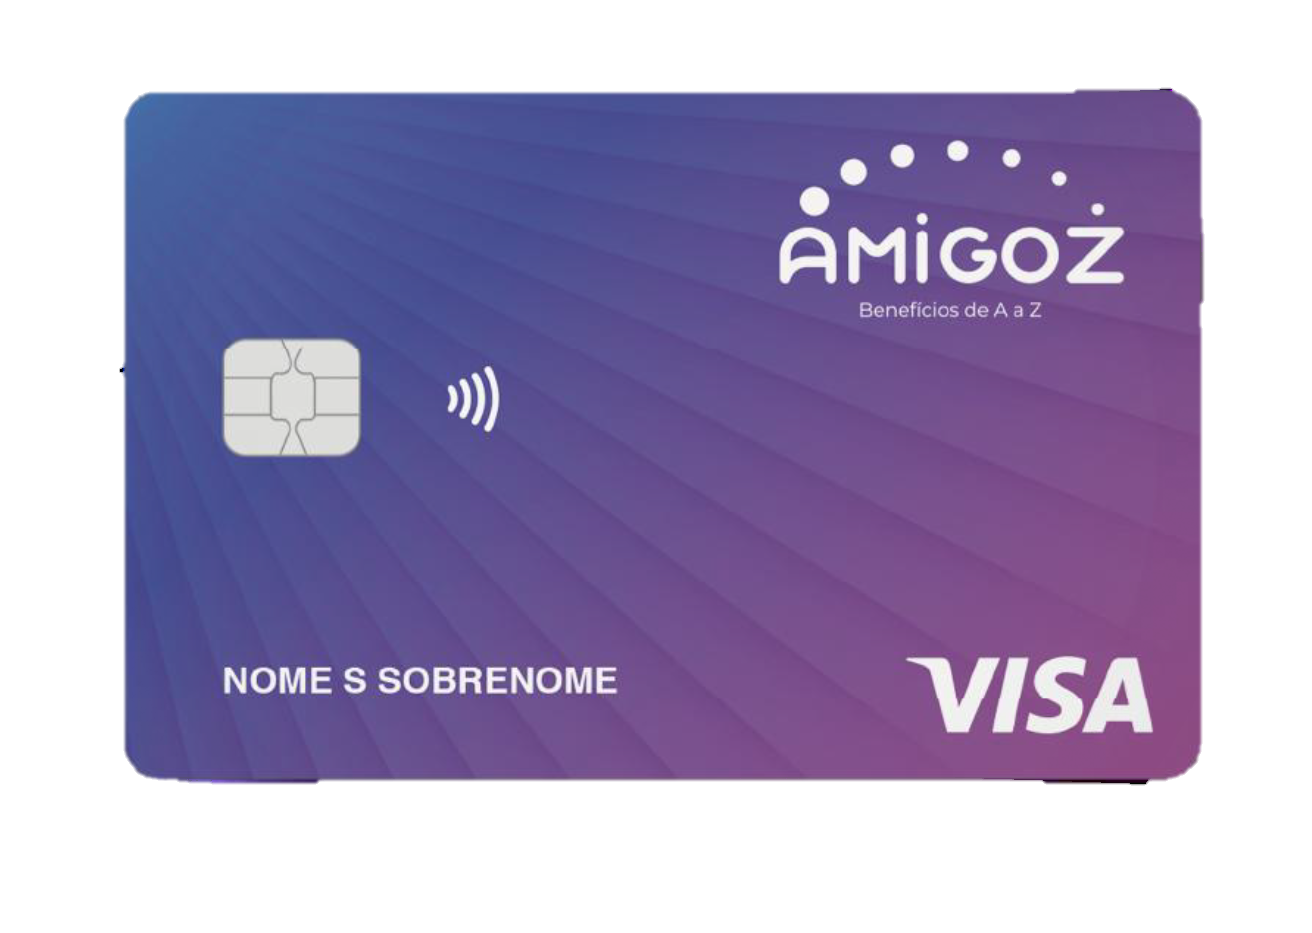 AMIGOZ
Benefícios de A a Z
NOME S SOBRENOME
VISA